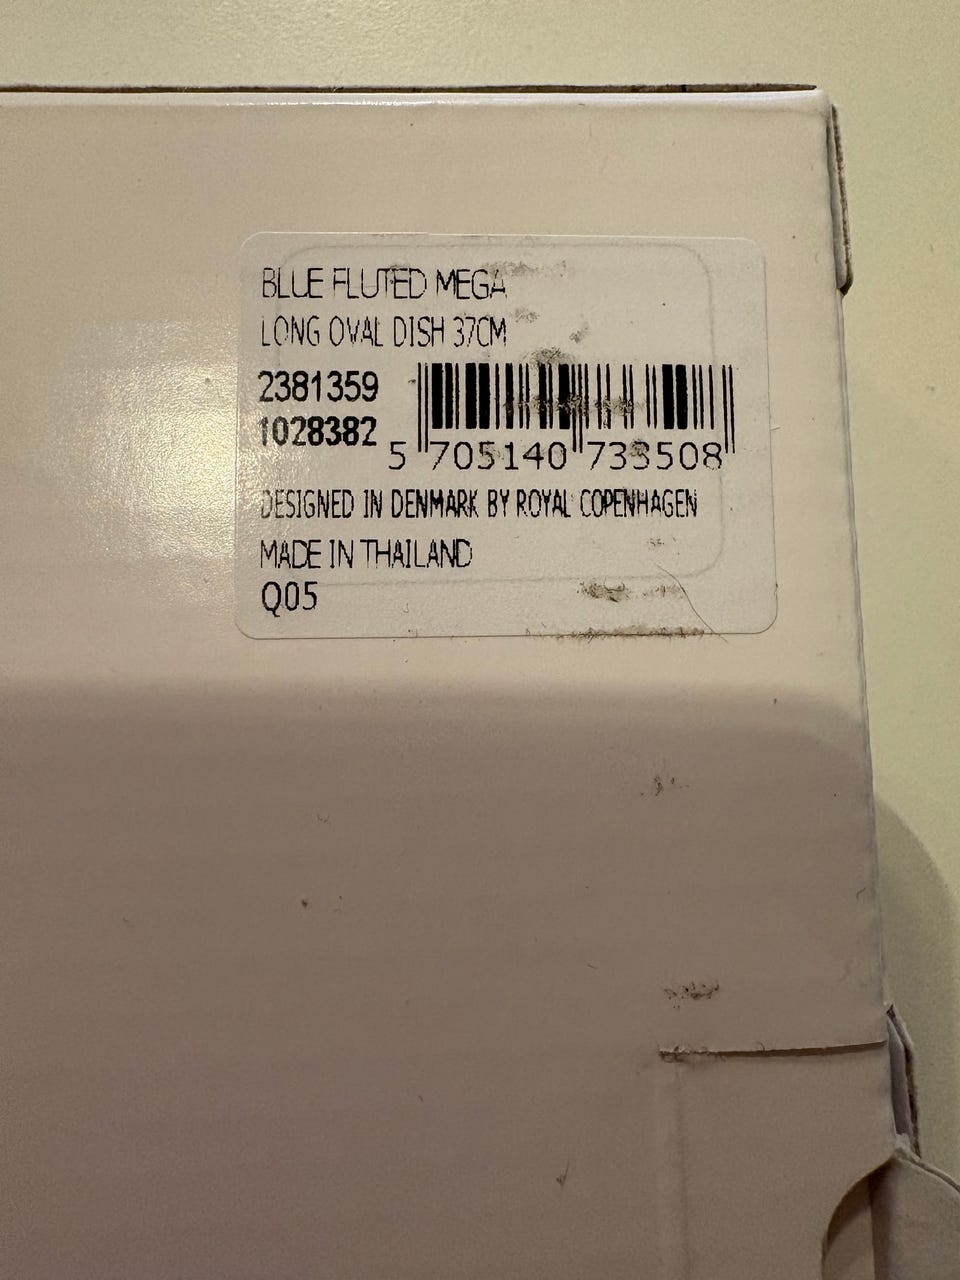 BLUE FLUTED MEGA
LONG OVAL DISH 37CM
2381359
1028382
5 705140 733508
DESIGNED IN DENMARK BY ROYAL COPENHAGEN
MADE IN THAILAND
Q05